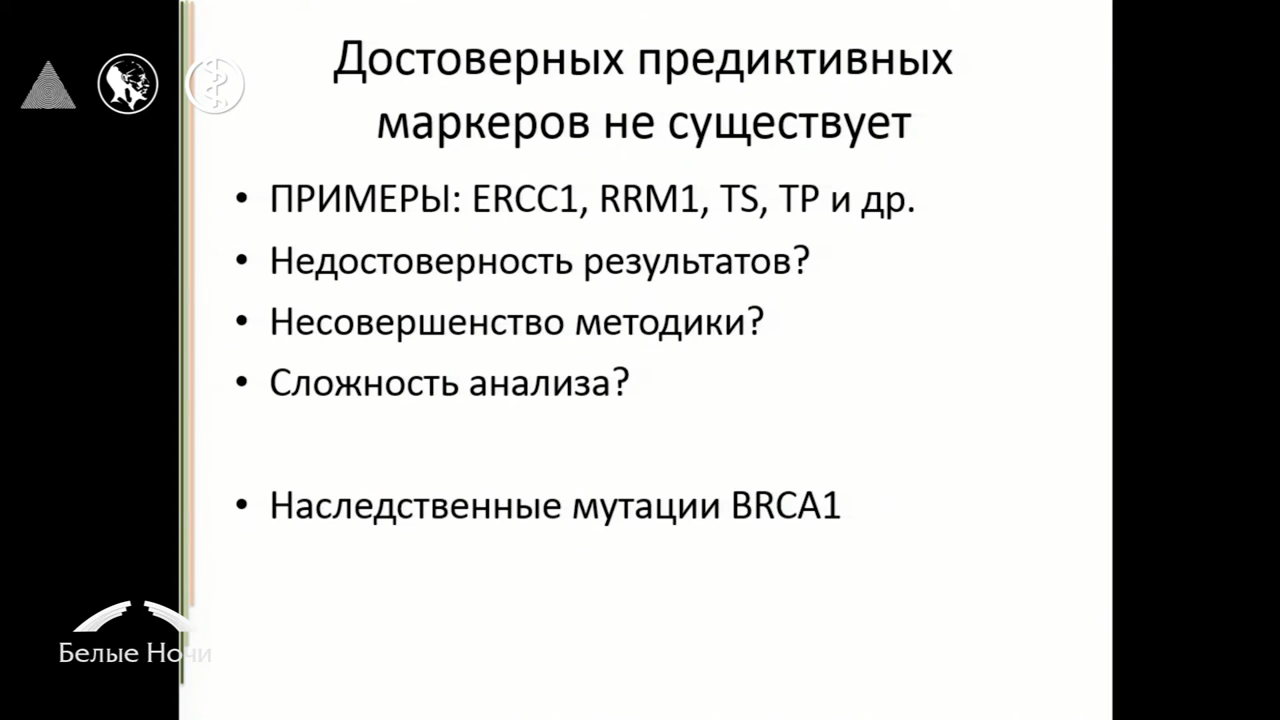 Достоверных предиктивных
маркеров не существует
• ПРИМЕРЫ: ERCC1, RRM1, TS, TP и др.
• Недостоверность результатов?
• Несовершенство методики?
• Сложность анализа?
• Наследственные мутации BRCA1
Белые Ночи